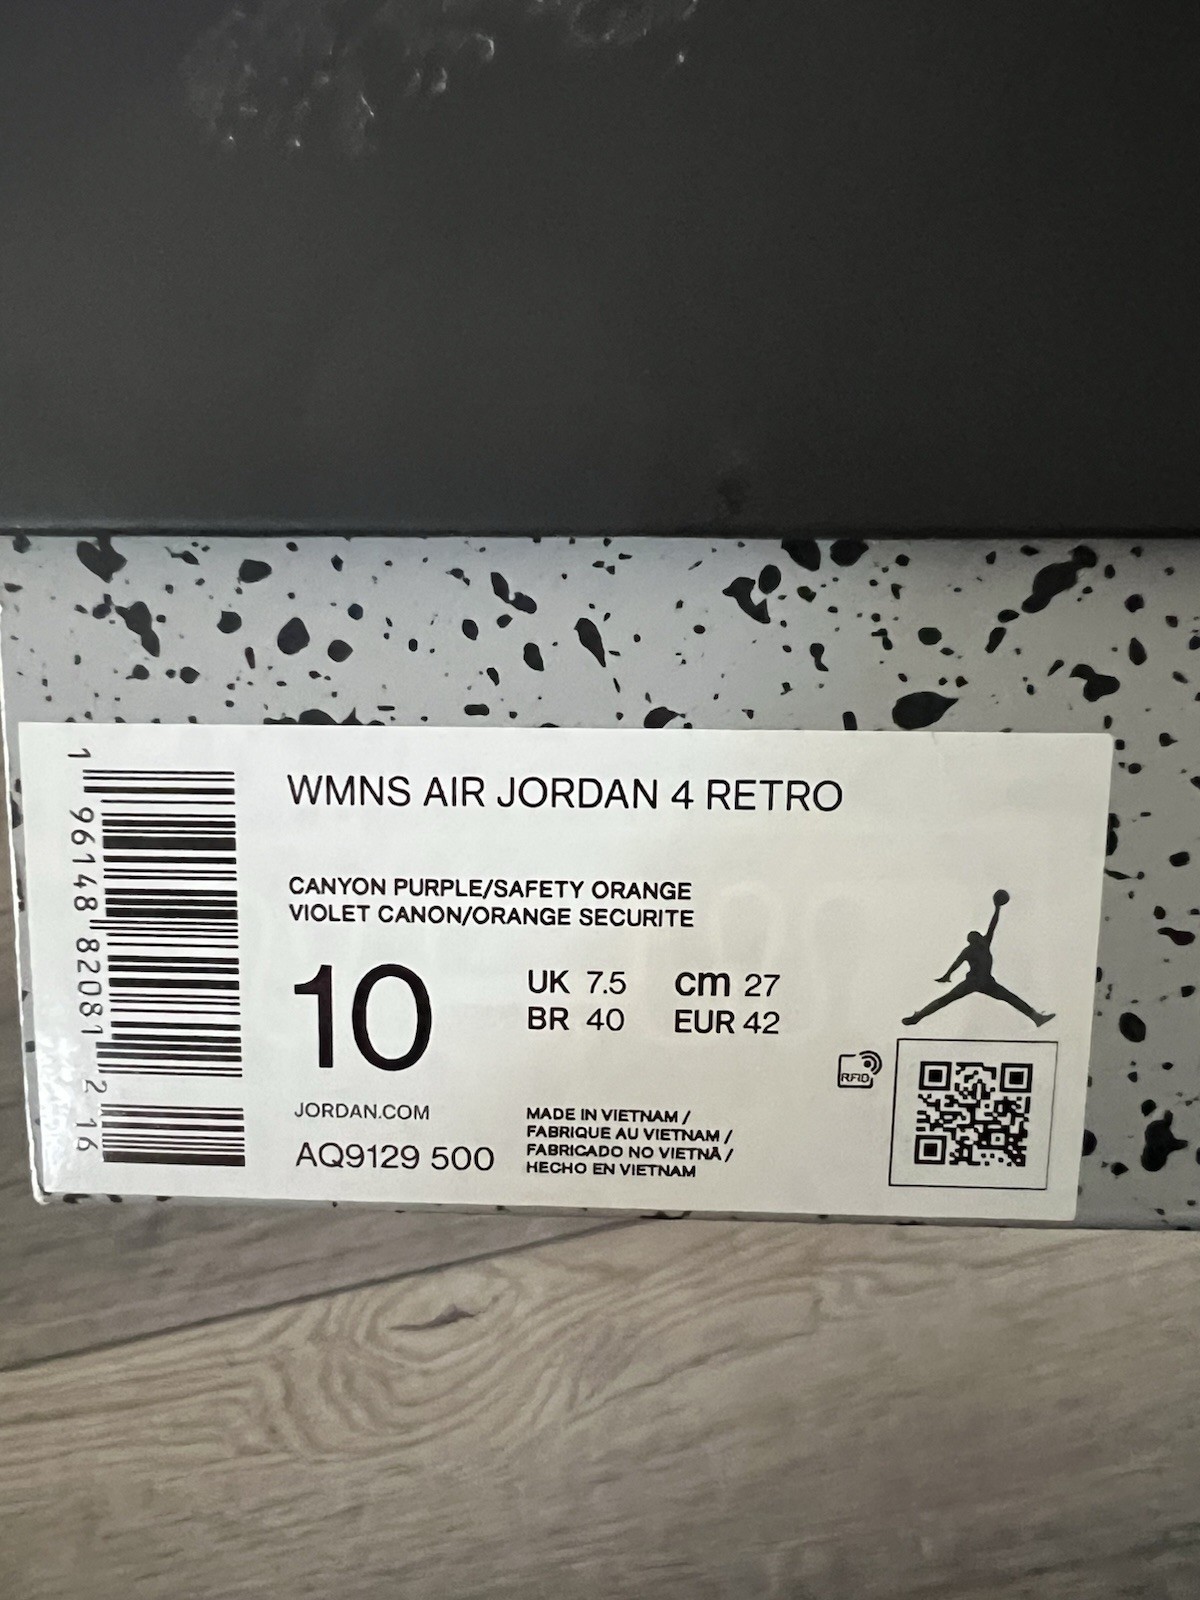 WMNS AIR JORDAN 4 RETRO
CANYON PURPLE/SAFETY ORANGE
VIOLET CANON/ORANGE SECURITE
10
UK 7.5 cm 27
BR 40 EUR 42
JORDAN.COM
AQ9129 500
MADE IN VIETNAM /
FABRIQUE AU VIETNAM /
FABRICADO NO VIETNÃ /
HECHO EN VIETNAM
RFID
1 96148 82081 2 16